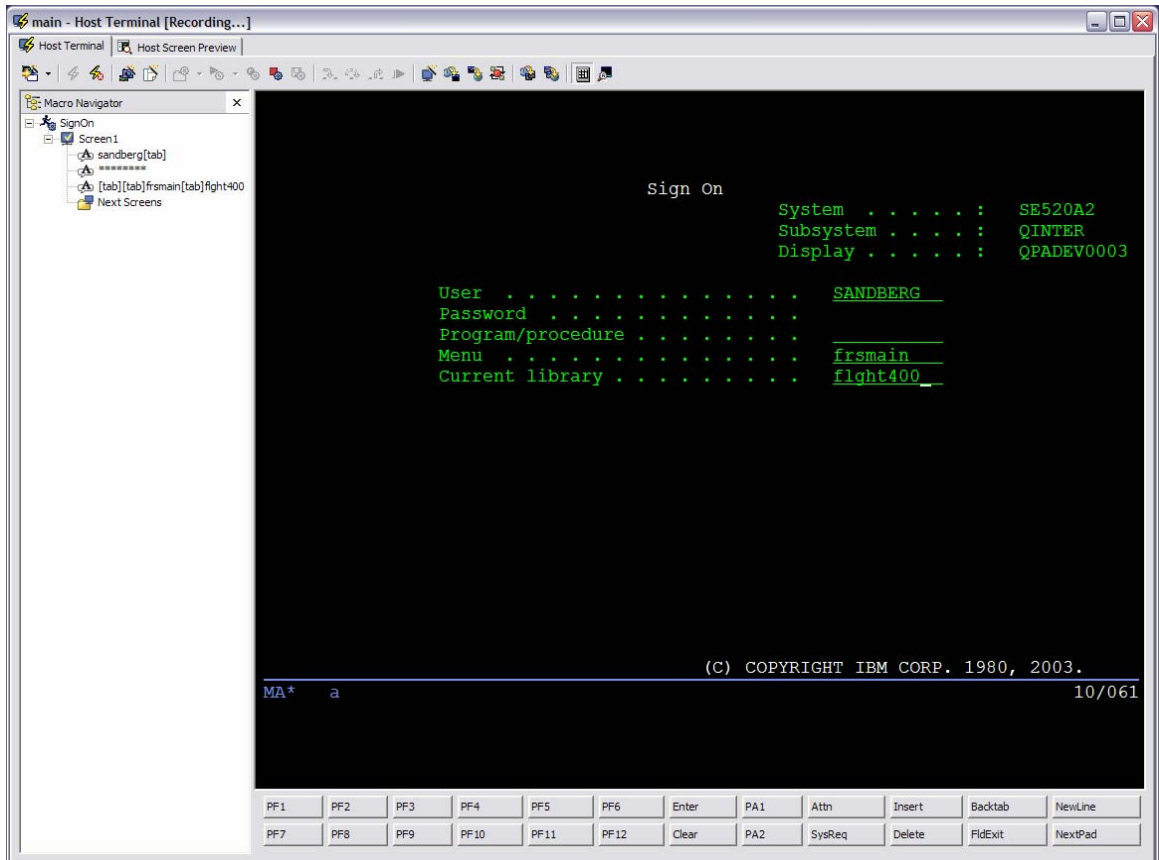 main - Host Terminal [Recording...]
Host Terminal Host Screen Preview
Macro Navigator
SignOn
Screen1
sandberg[tab]
********
[tab][tab]frsmain[tab]flght400
Next Screens
Sign On
System . . . . . : SE520A2
Subsystem . . . . : QINTER
Display . . . . . : QPADEV0003
User . . . . . . . . . . . . . . SANDBERG
Password . . . . . . . . . . . .
Program/procedure . . . . . . . .
Menu . . . . . . . . . . . . . . frsmain
Current library . . . . . . . . . flght400
(C) COPYRIGHT IBM CORP. 1980, 2003.
MA* a 10/061
PF1 PF2 PF3 PF4 PF5 PF6 Enter PA1 Attn Insert Backtab NewLine
PF7 PF8 PF9 PF10 PF11 PF12 Clear PA2 SysReq Delete FldExit NextPad